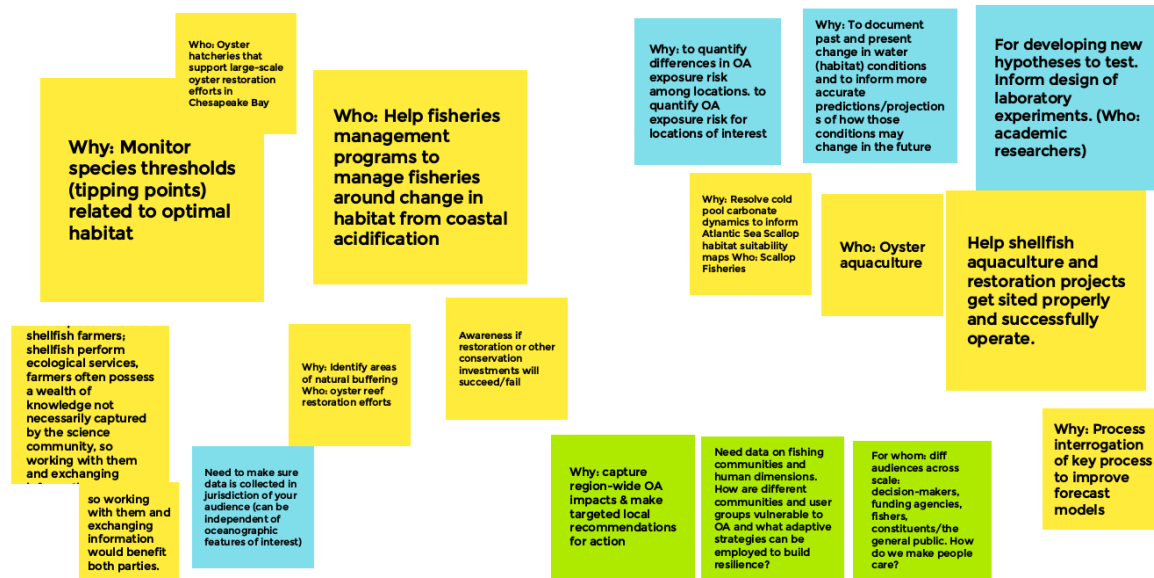 Who: Oyster
hatcheries that
support large-scale
oyster restoration
efforts in
Chesapeake Bay
Why: Monitor
species thresholds
(tipping points)
related to optimal
habitat
Who: Help fisheries
management
programs to
manage fisheries
around change in
habitat from coastal
acidification
Why: to quantify
differences in OA
exposure risk
among locations. to
quantify OA
exposure risk for
locations of interest
Why: To document
past and present
change in water
(habitat) conditions
and to inform more
accurate
predictions/projection
s of how those
conditions may
change in the future
For developing new
hypotheses to test.
Inform design of
laboratory
experiments. (Who:
academic
researchers)
Why: Resolve cold
pool carbonate
dynamics to inform
Atlantic Sea Scallop
habitat suitability
maps Who: Scallop
Fisheries
Who: Oyster
aquaculture
Help shellfish
aquaculture and
restoration projects
get sited properly
and successfully
operate.
shellfish farmers;
shellfish perform
ecological services,
farmers often possess
a wealth of
knowledge not
necessarily captured
by the science
community, so
working with them
and exchanging
so working
with them and
exchanging
information
would benefit
both parties.
Why: Identify areas
of natural buffering
Who: oyster reef
restoration efforts
Awareness if
restoration or other
conservation
investments will
succeed/fail
Need to make sure
data is collected in
jurisdiction of your
audience (can be
independent of
oceanographic
features of interest)
Why: capture
region-wide OA
impacts & make
targeted local
recommendations
for action
Need data on fishing
communities and
human dimensions.
How are different
communities and user
groups vulnerable to
OA and what adaptive
strategies can be
employed to build
resilience?
For whom: diff
audiences across
scale:
decision-makers,
funding agencies,
fishers,
constituents/the
general public. How
do we make people
care?
Why: Process
interrogation
of key process
to improve
forecast
models